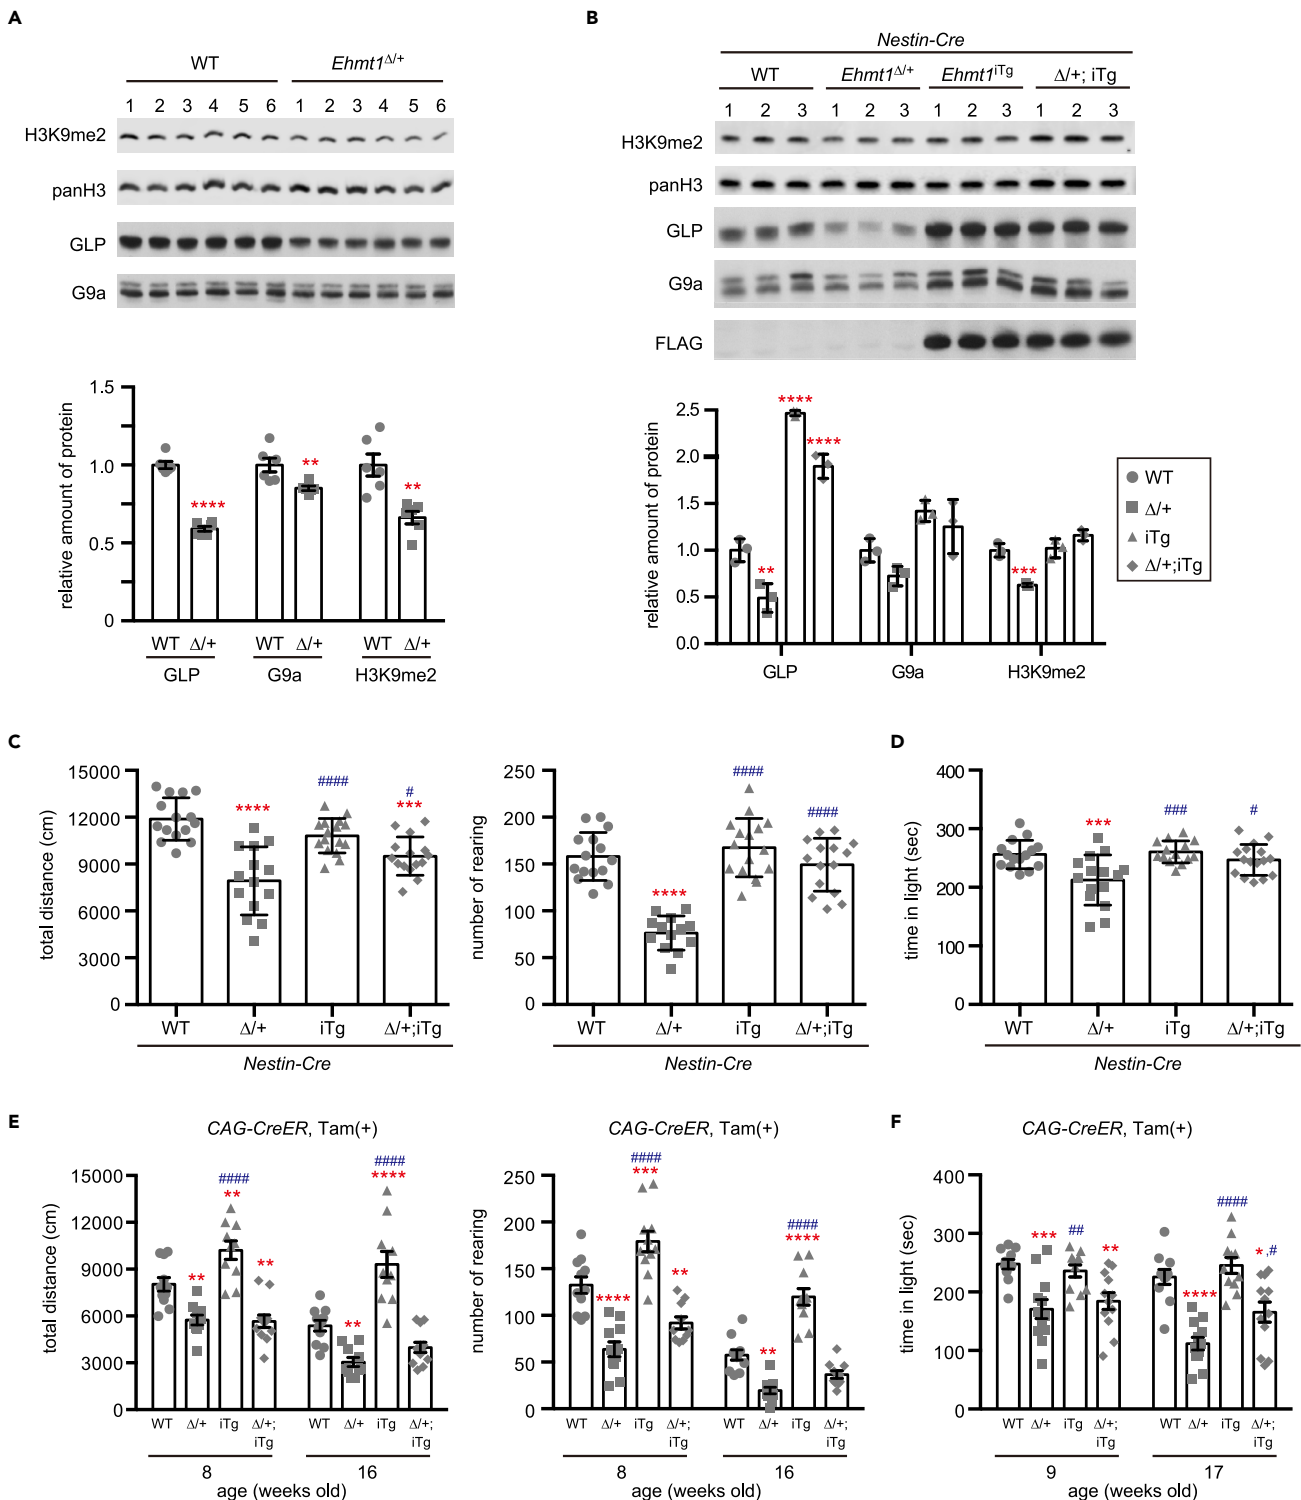 A
WT Ehmt1Δ/+
1 2 3 4 5 6 1 2 3 4 5 6
H3K9me2
panH3
GLP
G9a
relative amount of protein
1.5
1.0
0.5
0
****
**
**
WT Δ/+ WT Δ/+ WT Δ/+
GLP G9a H3K9me2
B
Nestin-Cre
WT Ehmt1Δ/+ Ehmt1iTg Δ/+; iTg
1 2 3 1 2 3 1 2 3 1 2 3
H3K9me2
panH3
GLP
G9a
FLAG
relative amount of protein
2.5
2.0
1.5
1.0
0.5
0.0
**
****
****
***
GLP G9a H3K9me2
WT
Δ/+
iTg
Δ/+;iTg
C
total distance (cm)
15000
12000
9000
6000
3000
0
****
####
#
***
WT Δ/+ iTg Δ/+;iTg
Nestin-Cre
number of rearing
250
200
150
100
50
0
****
####
####
WT Δ/+ iTg Δ/+;iTg
Nestin-Cre
D
time in light (sec)
400
300
200
100
0
***
###
#
WT Δ/+ iTg Δ/+;iTg
Nestin-Cre
E
CAG-CreER, Tam(+)
total distance (cm)
15000
12000
9000
6000
3000
0
**
####
**
**
**
####
****
WT Δ/+ iTg Δ/+; WT Δ/+ iTg Δ/+;
iTg iTg
8 16
age (weeks old)
CAG-CreER, Tam(+)
number of rearing
250
200
150
100
50
0
****
####
***
**
**
####
****
WT Δ/+ iTg Δ/+; WT Δ/+ iTg Δ/+;
iTg iTg
8 16
age (weeks old)
F
CAG-CreER, Tam(+)
time in light (sec)
400
300
200
100
0
***
##
**
****
####
*,#
WT Δ/+ iTg Δ/+; WT Δ/+ iTg Δ/+;
iTg iTg
9 17
age (weeks old)